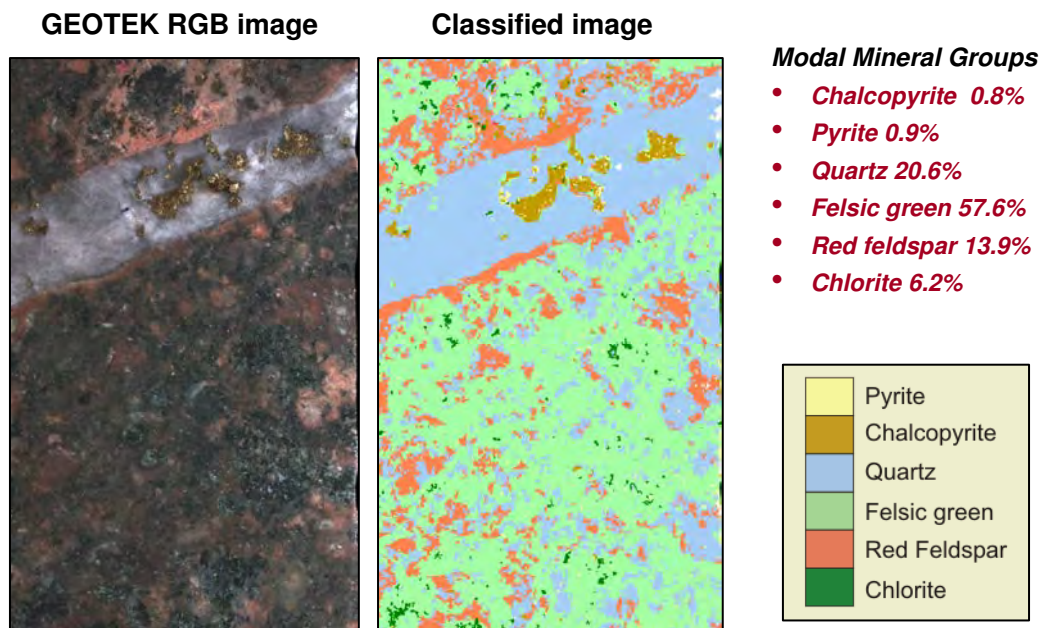 GEOTEK RGB image
Classified image
Modal Mineral Groups
• Chalcopyrite 0.8%
• Pyrite 0.9%
• Quartz 20.6%
• Felsic green 57.6%
• Red feldspar 13.9%
• Chlorite 6.2%
Pyrite
Chalcopyrite
Quartz
Felsic green
Red Feldspar
Chlorite